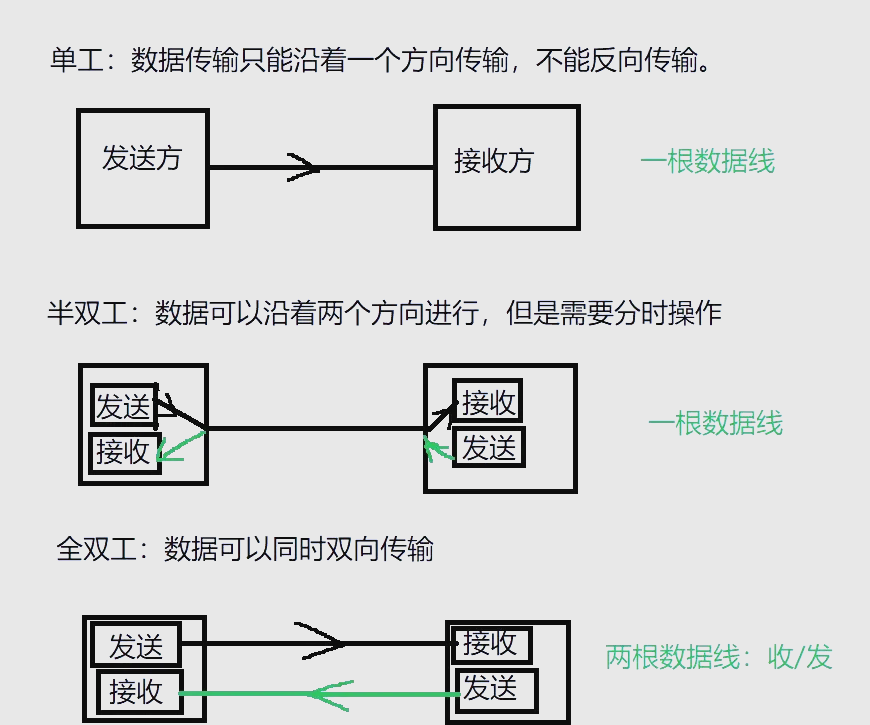 单工：数据传输只能沿着一个方向传输，不能反向传输。
发送方
接收方
一根数据线
半双工：数据可以沿着两个方向进行，但是需要分时操作
发送
接收
接收
发送
一根数据线
全双工：数据可以同时双向传输
发送
接收
接收
发送
两根数据线：收/发